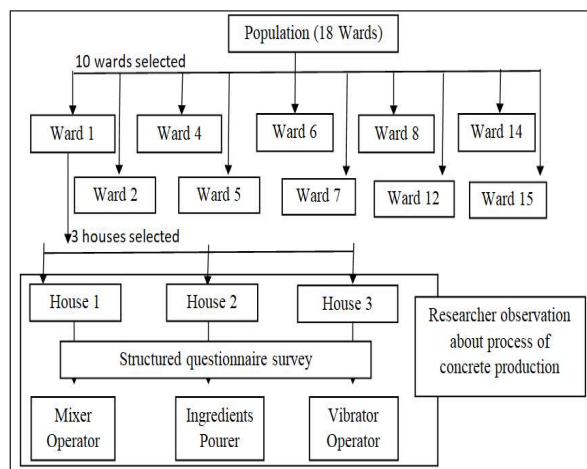 Population (18 Wards)
10 wards selected
Ward 1
Ward 4
Ward 6
Ward 8
Ward 14
Ward 2
Ward 5
Ward 7
Ward 12
Ward 15
3 houses selected
House 1
House 2
House 3
Structured questionnaire survey
Mixer
Operator
Ingredients
Pourer
Vibrator
Operator
Researcher observation
about process of
concrete production